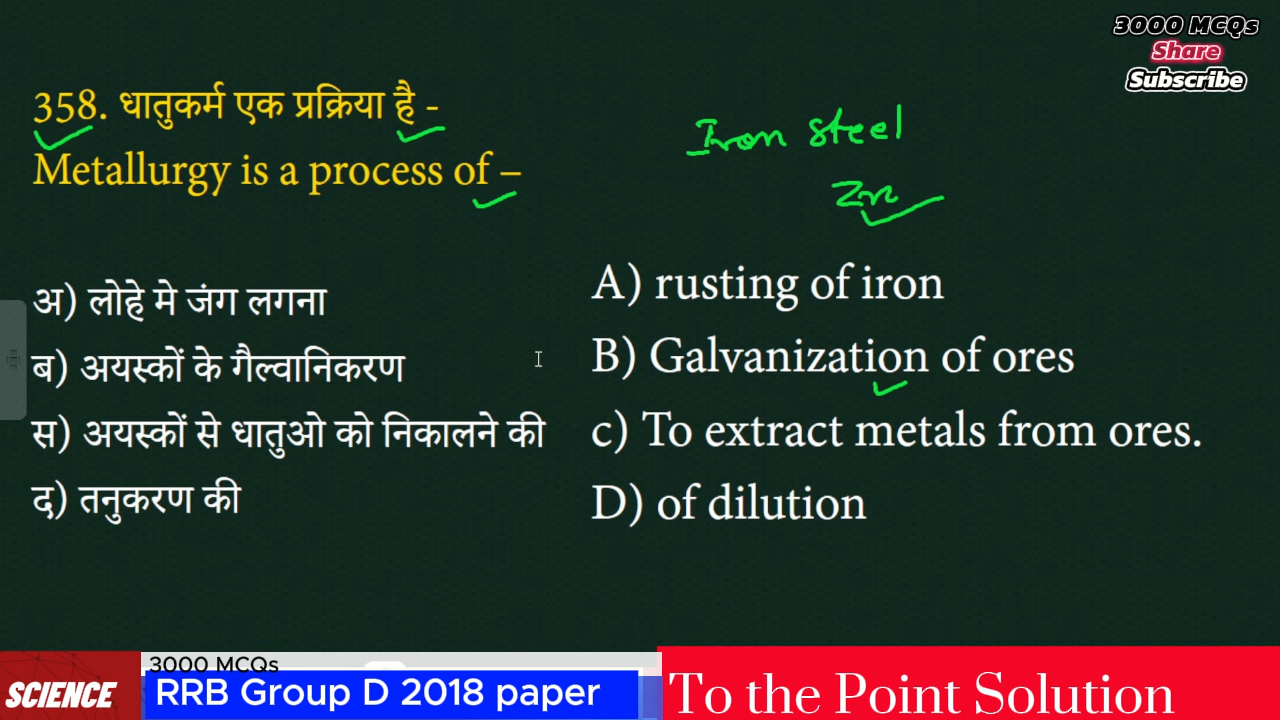 3000 MCQs
Share
Subscribe
358. धातुकर्म एक प्रक्रिया है -
Metallurgy is a process of –
Iron steel
Zn
अ) लोहे मे जंग लगना
ब) अयस्कों के गैल्वानिकरण
स) अयस्कों से धातुओ को निकालने की
द) तनुकरण की
A) rusting of iron
B) Galvanization of ores
c) To extract metals from ores.
D) of dilution
SCIENCE
3000 MCQs
RRB Group D 2018 paper
To the Point Solution